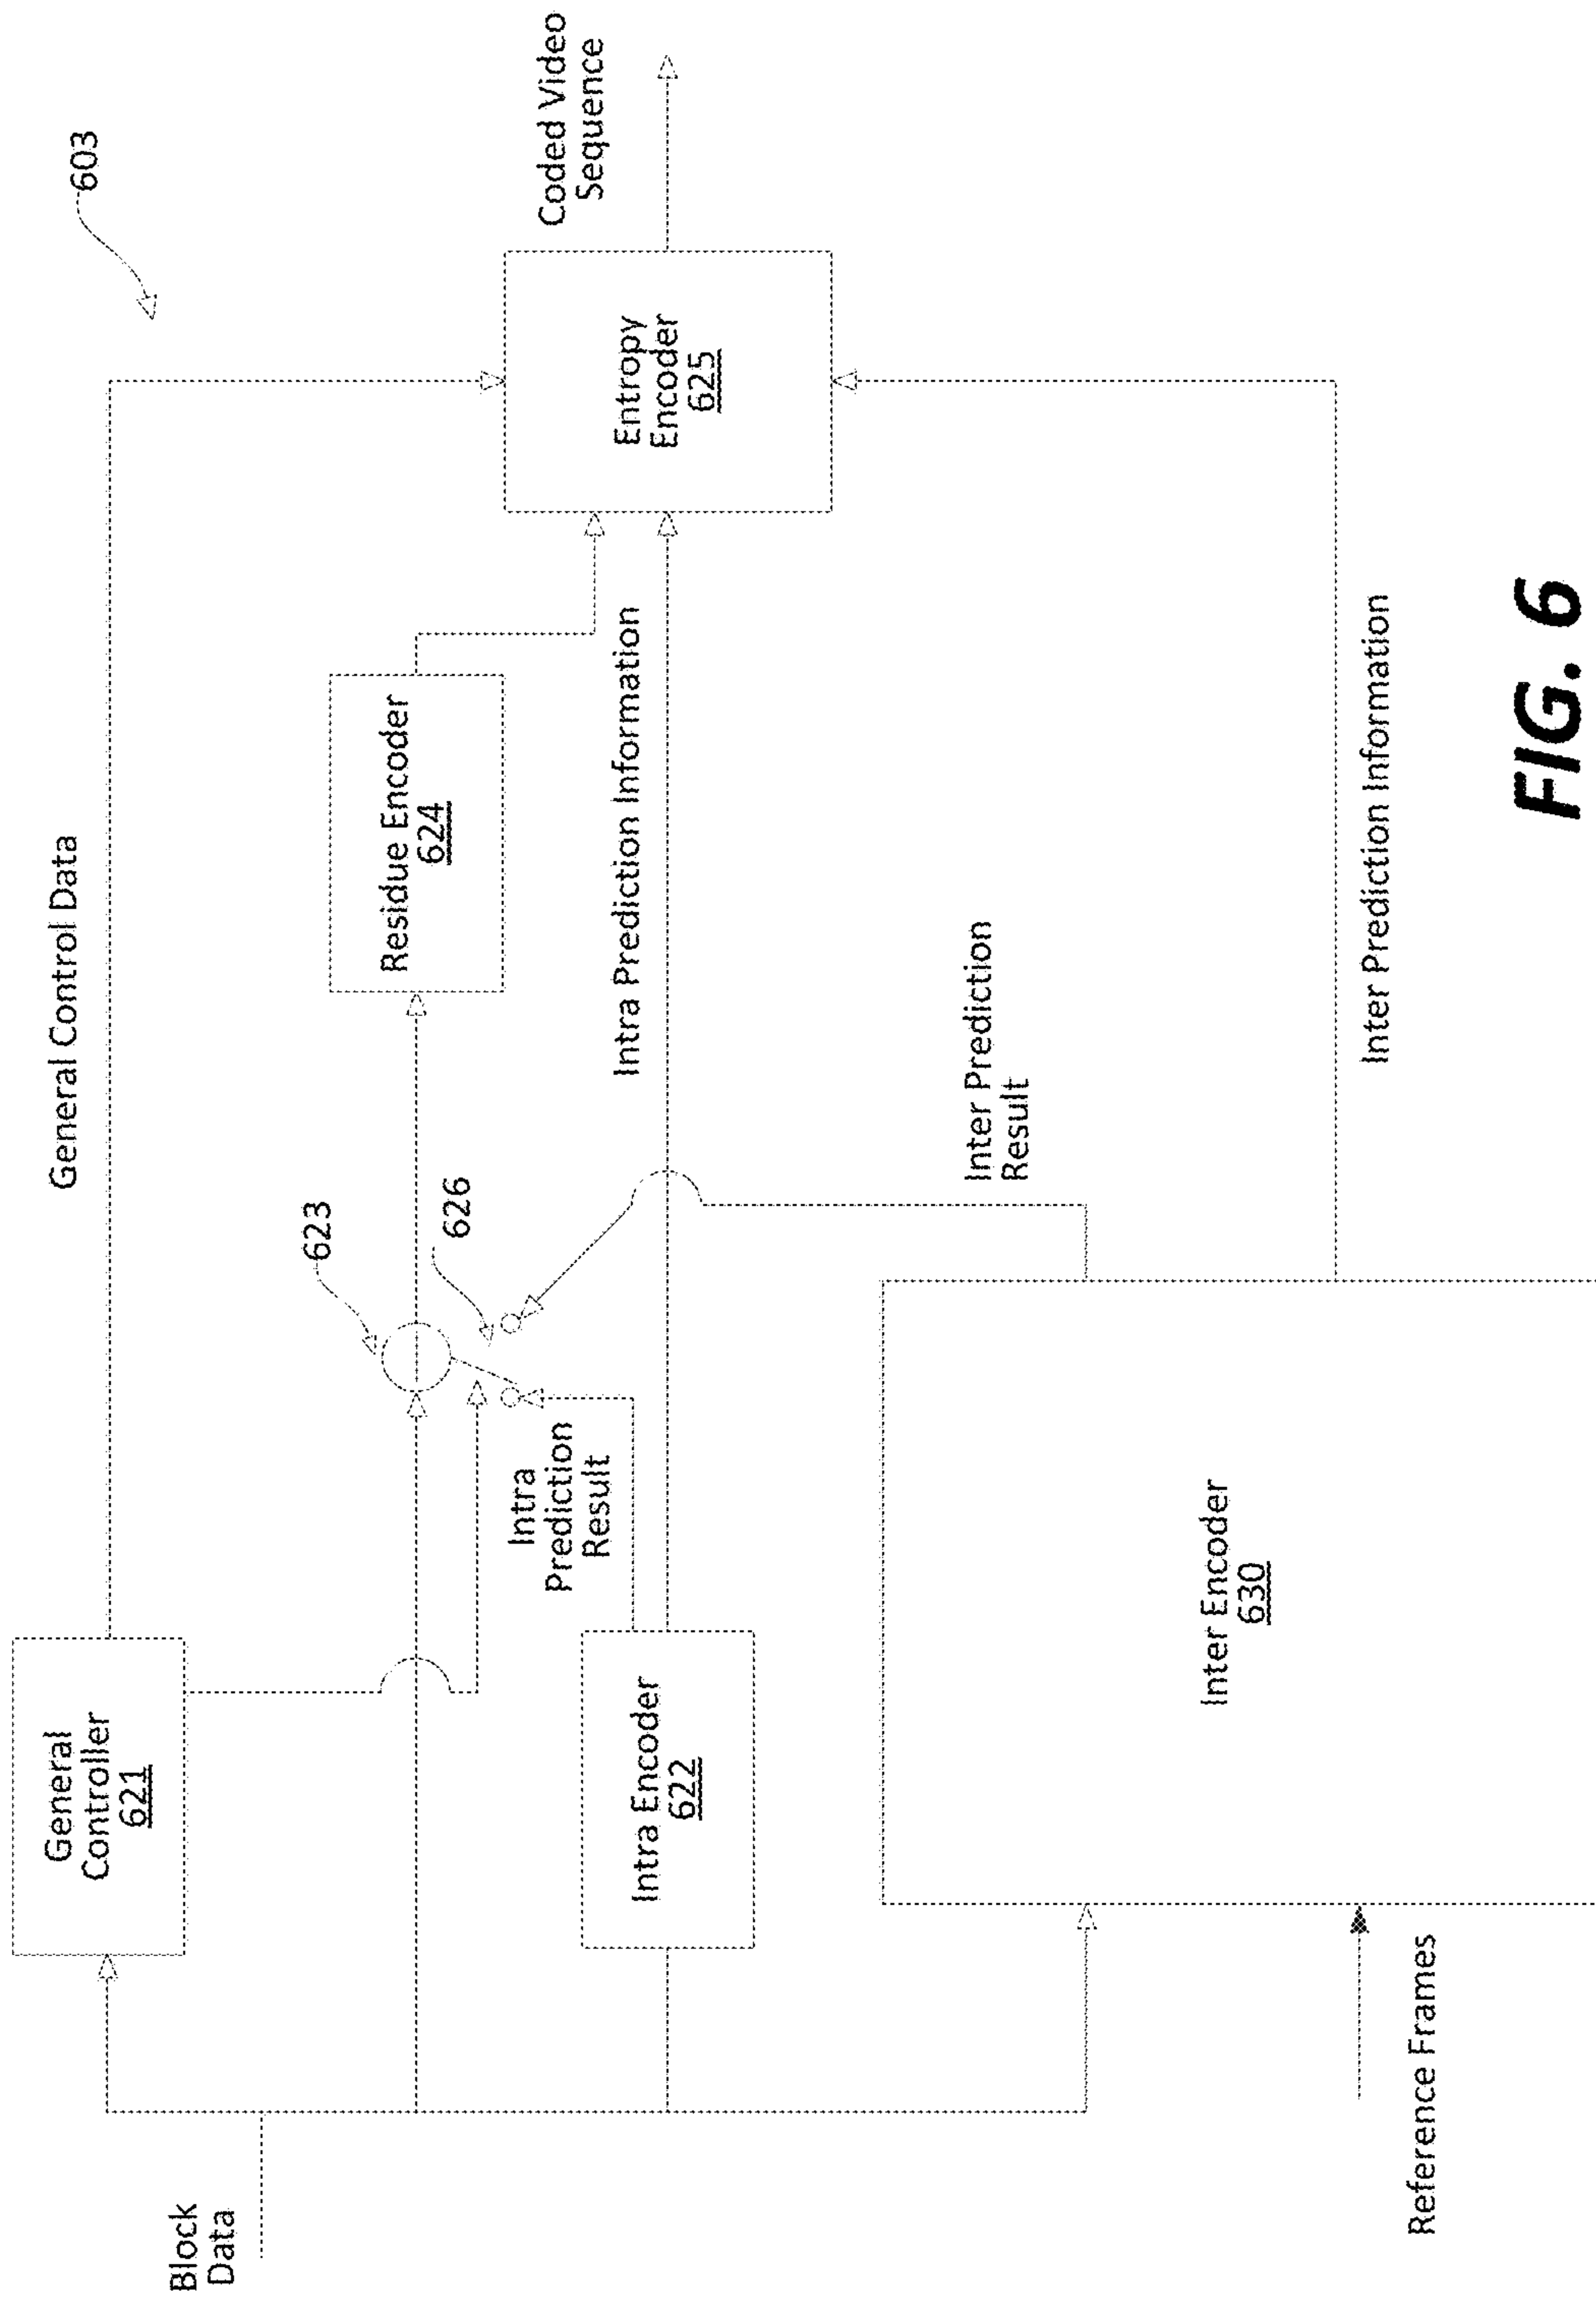 603
General Control Data
Coded Video
Sequence
General
Controller
621
Block
Data
623
626
Residue Encoder
624
Entropy
Encoder
625
Intra
Prediction
Result
Intra Prediction Information
Intra Encoder
622
Inter Prediction
Result
Inter Encoder
630
Reference Frames
Inter Prediction Information
FIG. 6